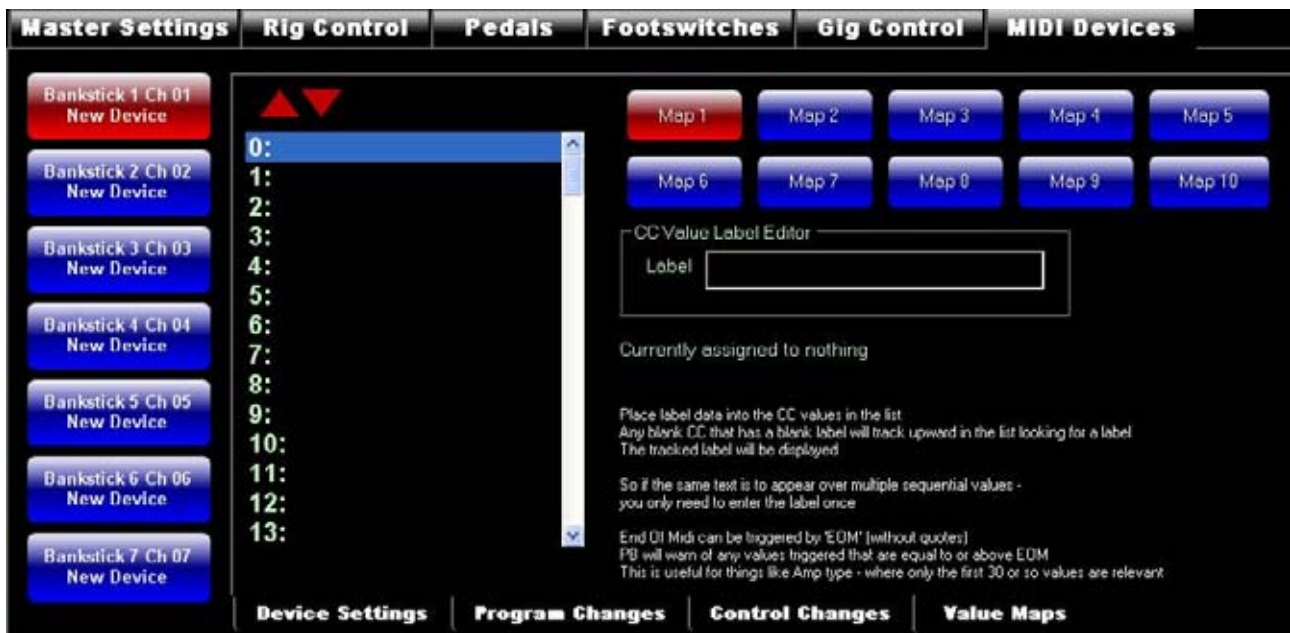 Master Settings Rig Control Pedals Footswitches Gig Control MIDI Devices
Bankstick 1 Ch 01
New Device
Bankstick 2 Ch 02
New Device
Bankstick 3 Ch 03
New Device
Bankstick 4 Ch 04
New Device
Bankstick 5 Ch 05
New Device
Bankstick 6 Ch 06
New Device
Bankstick 7 Ch 07
New Device
0:
1:
2:
3:
4:
5:
6:
7:
8:
9:
10:
11:
12:
13:
Map 1 Map 2 Map 3 Map 4 Map 5
Map 6 Map 7 Map 8 Map 9 Map 10
CC Value Label Editor
Label
Currently assigned to nothing
Place label data into the CC values in the list
Any blank CC that has a blank label will track upward in the list looking for a label
The tracked label will be displayed
So if the same text is to appear over multiple sequential values -
you only need to enter the label once
End Of Midi can be triggered by 'EOM' (without quotes)
PB will warn of any values triggered that are equal to or above EOM
This is useful for things like Amp type - where only the first 30 or so values are relevant
Device Settings Program Changes Control Changes Value Maps